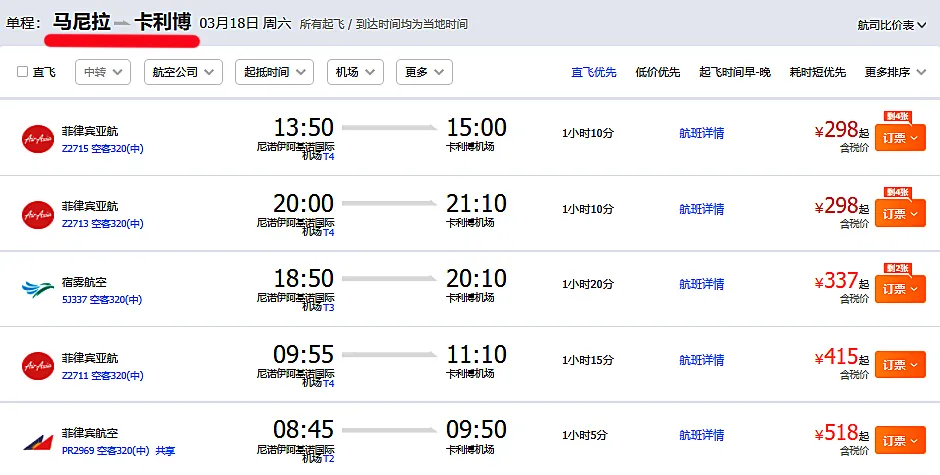 单程: 马尼拉 — 卡利博 03月18日 周六 所有起飞 / 到达时间均为当地时间 航司比价表
直飞 中转 航空公司 起抵时间 机场 更多 直飞优先 低价优先 起飞时间早-晚 耗时短优先 更多排序
AirAsia 菲律宾亚航 13:50 15:00 1小时10分 航班详情 ¥298起 剩4张 订票
Z2715 空客320(中) 尼诺伊阿基诺国际 卡利博机场 含税价
机场T4
AirAsia 菲律宾亚航 20:00 21:10 1小时10分 航班详情 ¥298起 剩4张 订票
Z2713 空客320(中) 尼诺伊阿基诺国际 卡利博机场 含税价
机场T4
宿雾航空 18:50 20:10 1小时20分 航班详情 ¥337起 剩2张 订票
5J337 空客320(中) 尼诺伊阿基诺国际 卡利博机场 含税价
机场T3
AirAsia 菲律宾亚航 09:55 11:10 1小时15分 航班详情 ¥415起 订票
Z2711 空客320(中) 尼诺伊阿基诺国际 卡利博机场 含税价
机场T4
菲律宾航空 08:45 09:50 1小时5分 航班详情 ¥518起 订票
PR2969 空客320(中) 共享 尼诺伊阿基诺国际 卡利博机场 含税价
机场T2